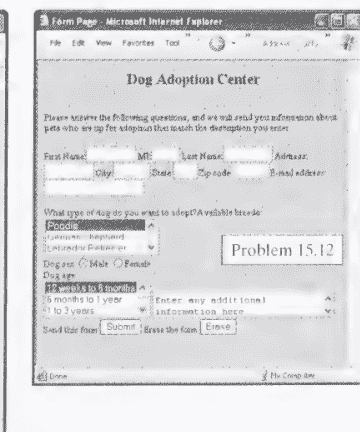 Form Page - Microsoft Internet Explorer
File Edit View Favorites Tool
Dog Adoption Center
Please answer the following questions, and we will send you information about
pets who are up for adoption that match the description you enter
First Name: MI: Last Name: Address:
City: State: Zip code E-mail address:
What type of dog do you want to adopt? Available breeds:
Poodle
German Shepherd
Labrador Retriever
Problem 15.12
Dog sex Male Female
Dog age
12 weeks to 6 months
6 months to 1 year
1 to 3 years
Enter any additional
information here
Send this form Submit Erase the form Erase
Done My Computer